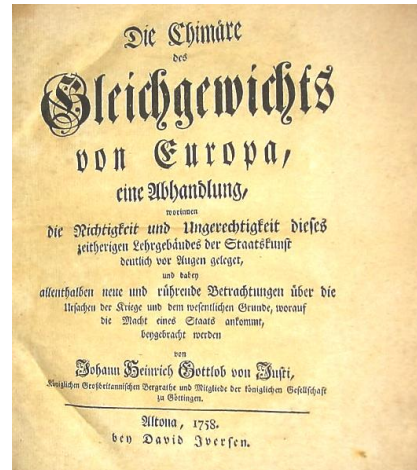 Die Chimäre
des
Gleichgewichts
von Europa,
eine Abhandlung,
worinnen
die Nichtigkeit und Ungerechtigkeit dieses
zeitherigen Lehrgebäudes der Staatskunst
deutlich vor Augen geleget,
und dabey
allenthalben neue und rührende Betrachtungen über die
Ursachen der Kriege und dem wesentlichen Grunde, worauf
die Macht eines Staats ankommt,
beygebracht werden
von
Johann Heinrich Gottlob von Justi,
Königlichen Großbritannischen Bergrathe und Mitgliede der königlichen Gesellschaft
zu Göttingen.
Altona, 1758.
bey David Iversen.